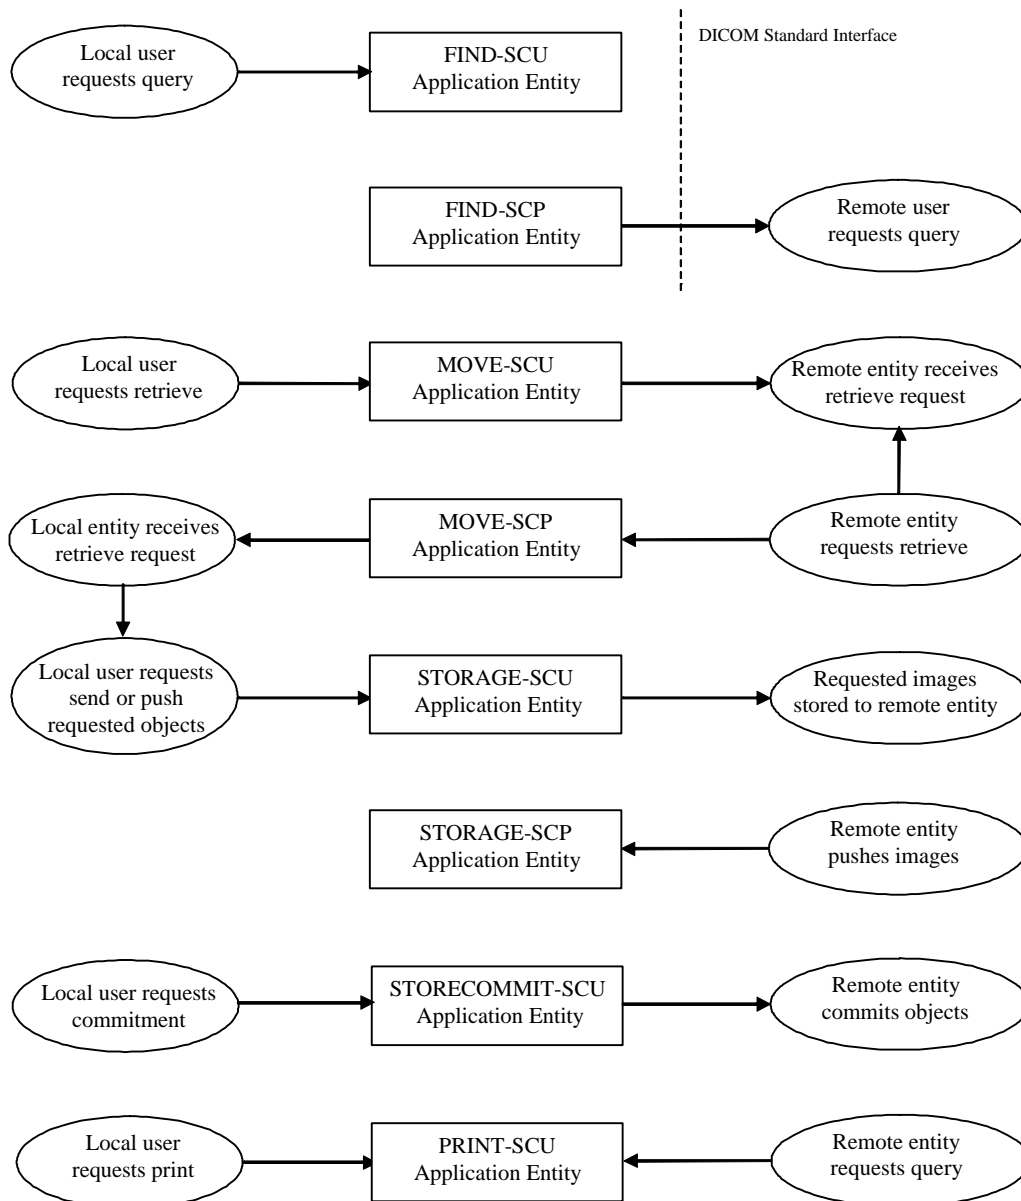 Local user
requests query
FIND-SCU
Application Entity
DICOM Standard Interface
FIND-SCP
Application Entity
Remote user
requests query
Local user
requests retrieve
MOVE-SCU
Application Entity
Remote entity receives
retrieve request
Local entity receives
retrieve request
MOVE-SCP
Application Entity
Remote entity
requests retrieve
Local user requests
send or push
requested objects
STORAGE-SCU
Application Entity
Requested images
stored to remote entity
STORAGE-SCP
Application Entity
Remote entity
pushes images
Local user requests
commitment
STORECOMMIT-SCU
Application Entity
Remote entity
commits objects
Local user
requests print
PRINT-SCU
Application Entity
Remote entity
requests query